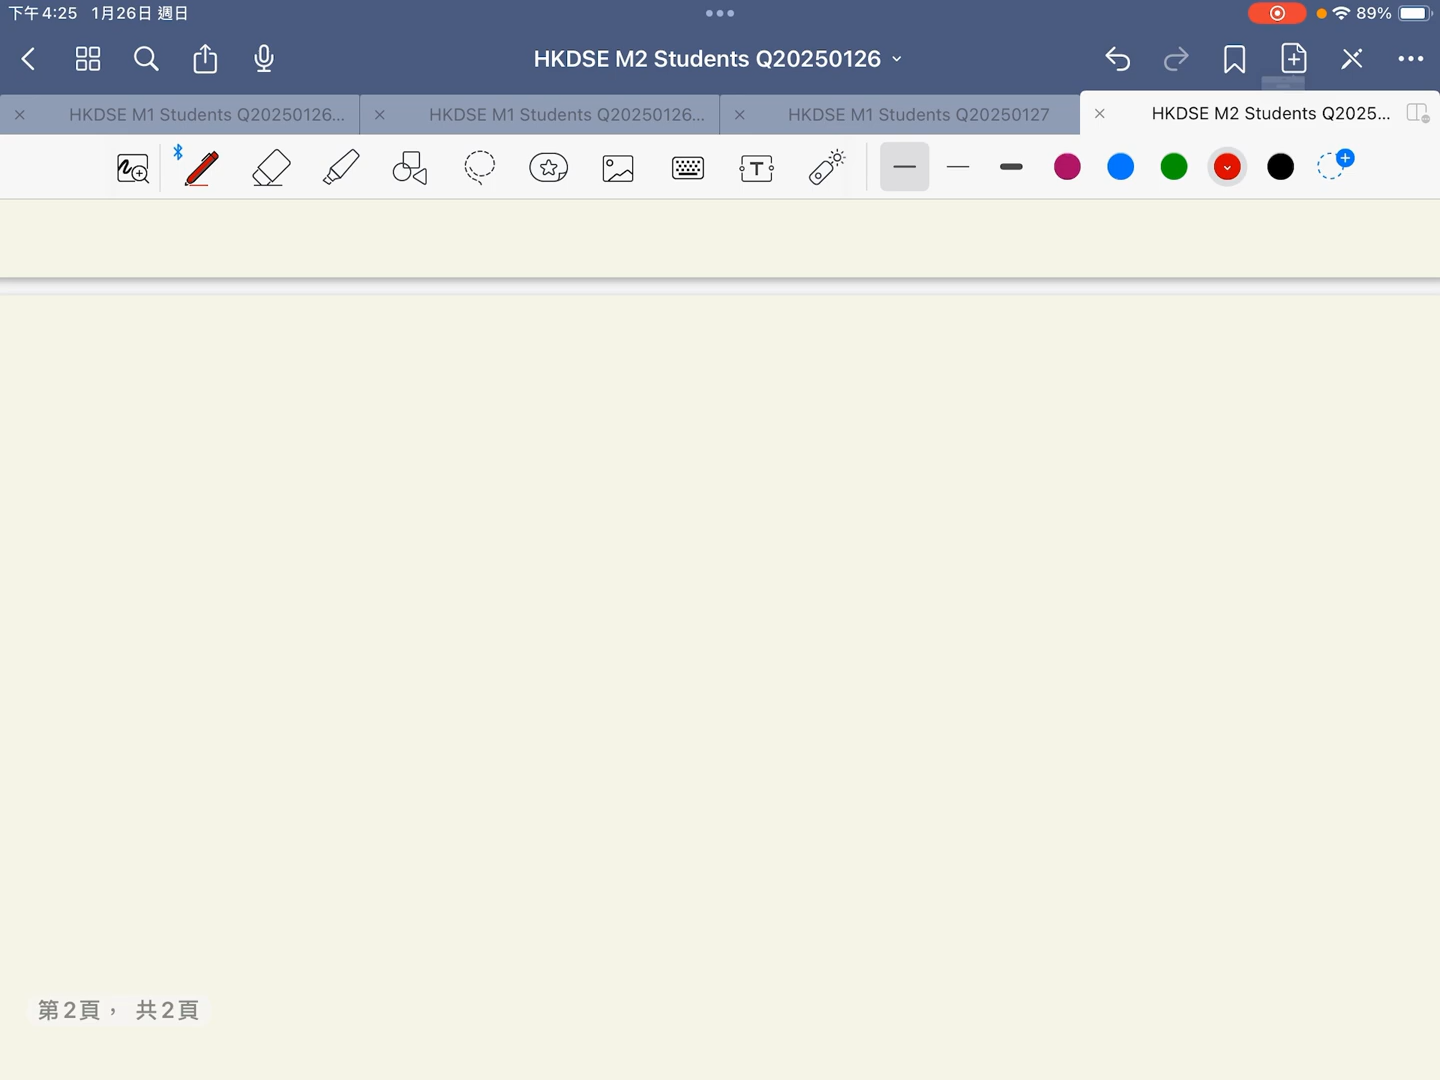 下午4:25 1月26日 週日
89%
HKDSE M2 Students Q20250126
HKDSE M1 Students Q20250126...
HKDSE M1 Students Q20250126...
HKDSE M1 Students Q20250127
HKDSE M2 Students Q2025...
T
第2頁， 共2頁